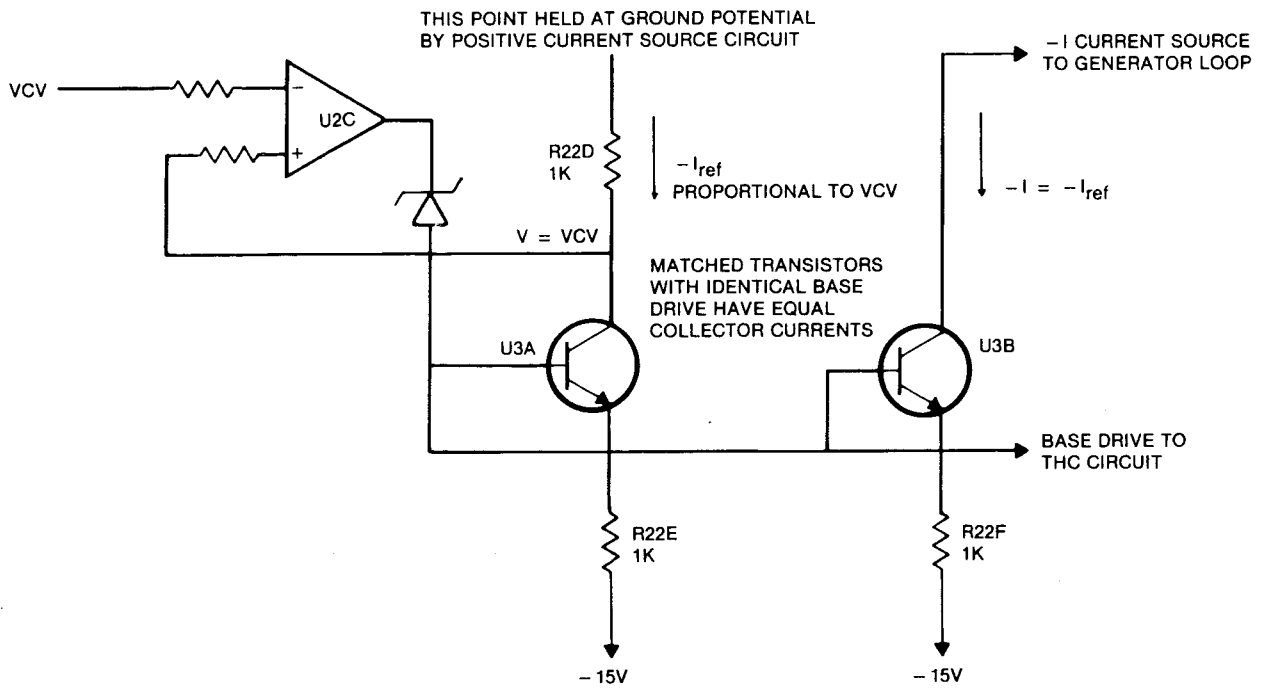 THIS POINT HELD AT GROUND POTENTIAL
BY POSITIVE CURRENT SOURCE CIRCUIT
– I CURRENT SOURCE
TO GENERATOR LOOP
VCV
–
U2C
+
R22D
1K
– Iref
PROPORTIONAL TO VCV
– I = – Iref
V = VCV
MATCHED TRANSISTORS
WITH IDENTICAL BASE
DRIVE HAVE EQUAL
COLLECTOR CURRENTS
U3A
U3B
BASE DRIVE TO
THC CIRCUIT
R22E
1K
R22F
1K
– 15V
– 15V